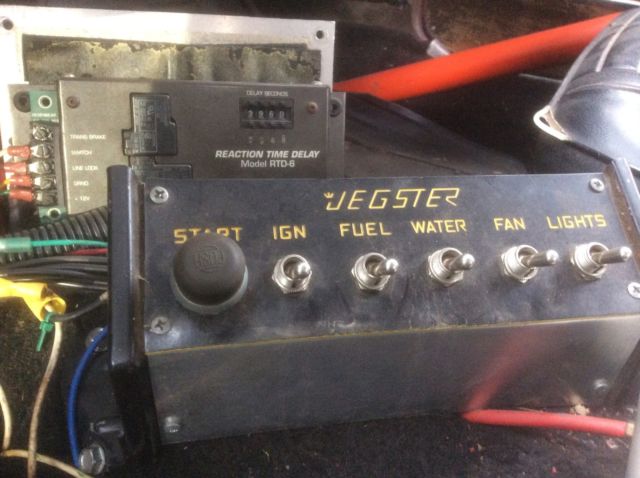 DELAY SECONDS
REACTION TIME DELAY
Model RTD-6
TRANS BRAKE
SWITCH
LINE LOCK
GRND
+ 12V
JEGSTER
START IGN FUEL WATER FAN LIGHTS